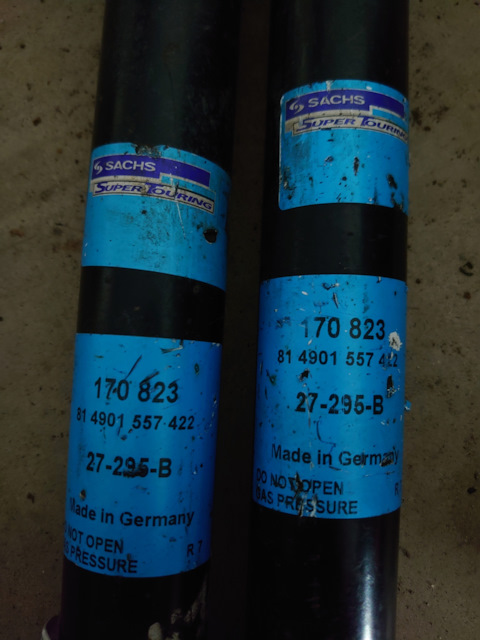 SACHS
SUPER TOURING
170 823
81 4901 557 422
27-295-B
Made in Germany
NOT OPEN
PRESSURE
R 7
SACHS
SUPER TOURING
170 823
81 4901 557 422
27-295-B
Made in Germany
DO NOT OPEN
GAS PRESSURE